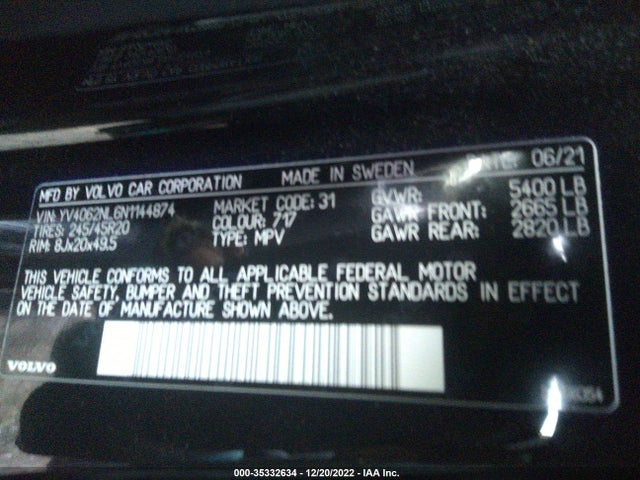 MFD BY VOLVO CAR CORPORATION MADE IN SWEDEN DATE: 06/21
VIN: YV4062NL6N1144874 MARKET CODE: 31 GVWR: 5400 LB
TIRES: 245/45R20 COLOUR: 717 GAWR FRONT: 2665 LB
RIM: 8Jx20x49.5 TYPE: MPV GAWR REAR: 2820 LB
THIS VEHICLE CONFORMS TO ALL APPLICABLE FEDERAL MOTOR
VEHICLE SAFETY, BUMPER AND THEFT PREVENTION STANDARDS IN EFFECT
ON THE DATE OF MANUFACTURE SHOWN ABOVE.
VOLVO
000-35332634 - 12/20/2022 - IAA Inc.